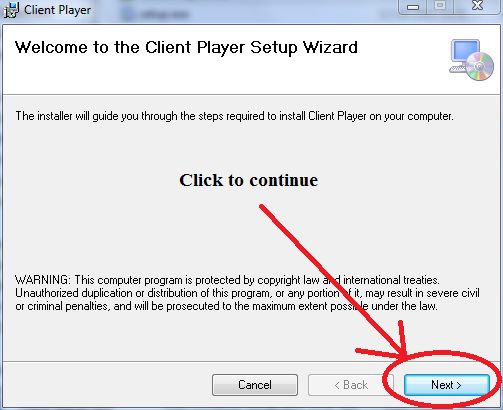 Client Player
Welcome to the Client Player Setup Wizard
The installer will guide you through the steps required to install Client Player on your computer.
Click to continue
WARNING: This computer program is protected by copyright law and international treaties.
Unauthorized duplication or distribution of this program, or any portion of it, may result in severe civil
or criminal penalties, and will be prosecuted to the maximum extent possible under the law.
Cancel
< Back
Next >